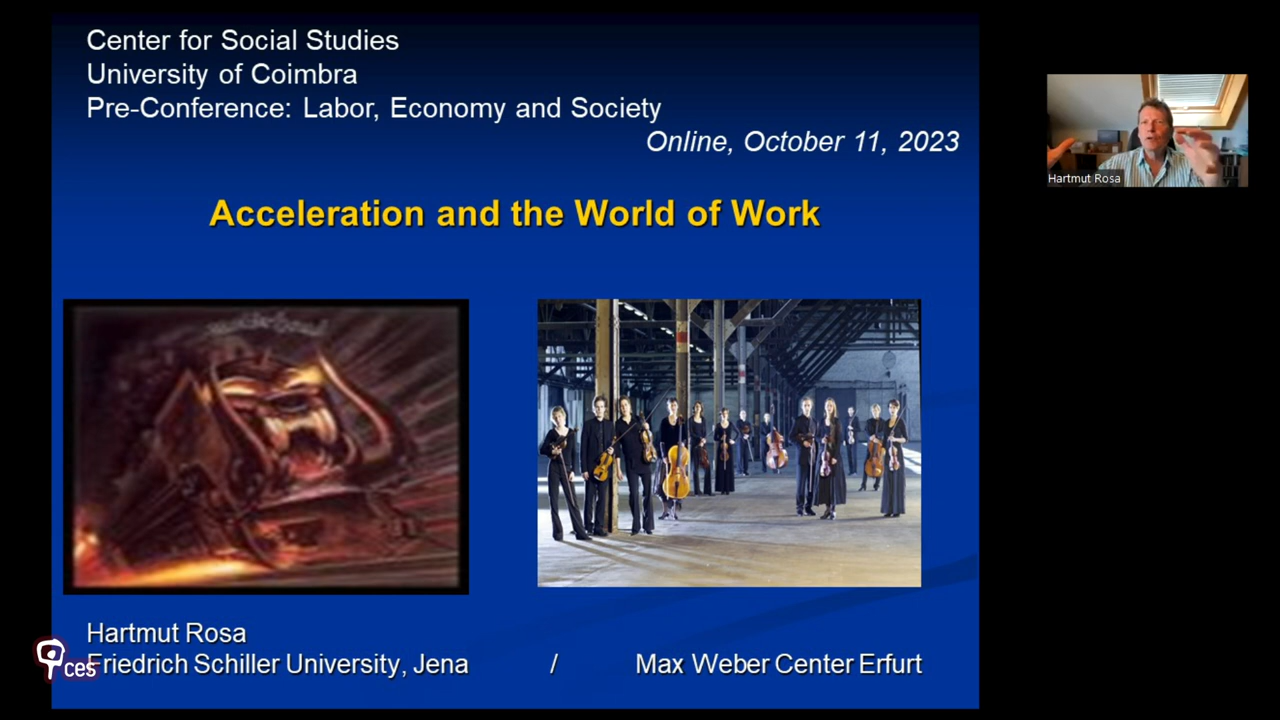 Center for Social Studies
University of Coimbra
Pre-Conference: Labor, Economy and Society
Online, October 11, 2023
Acceleration and the World of Work
Hartmut Rosa
Hartmut Rosa
Friedrich Schiller University, Jena / Max Weber Center Erfurt
ces